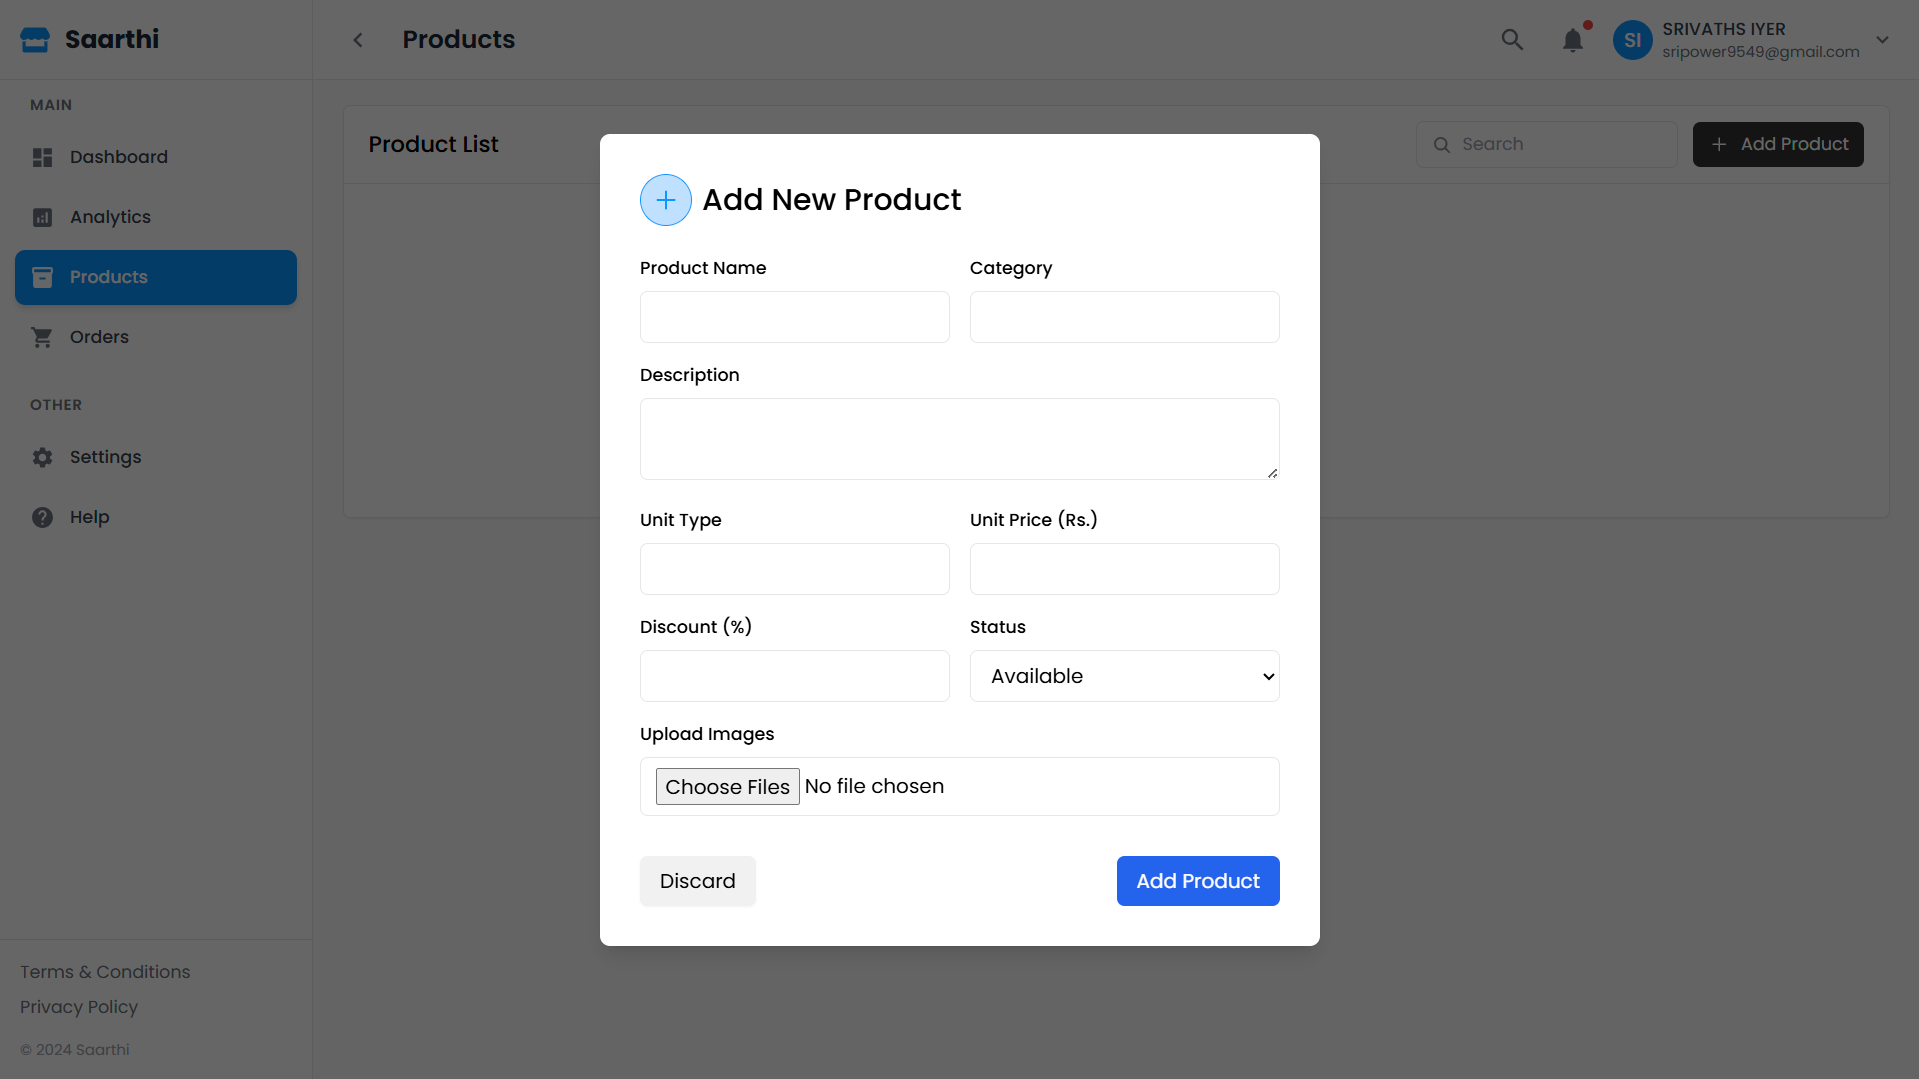 Saarthi
Products
SI
SRIVATHS IYER
sripower9549@gmail.com
MAIN
Dashboard
Analytics
Products
Orders
OTHER
Settings
Help
Terms & Conditions
Privacy Policy
© 2024 Saarthi
Product List
Search
Add Product
Add New Product
Product Name
Category
Description
Unit Type
Unit Price (Rs.)
Discount (%)
Status
Available
Upload Images
Choose Files No file chosen
Discard
Add Product